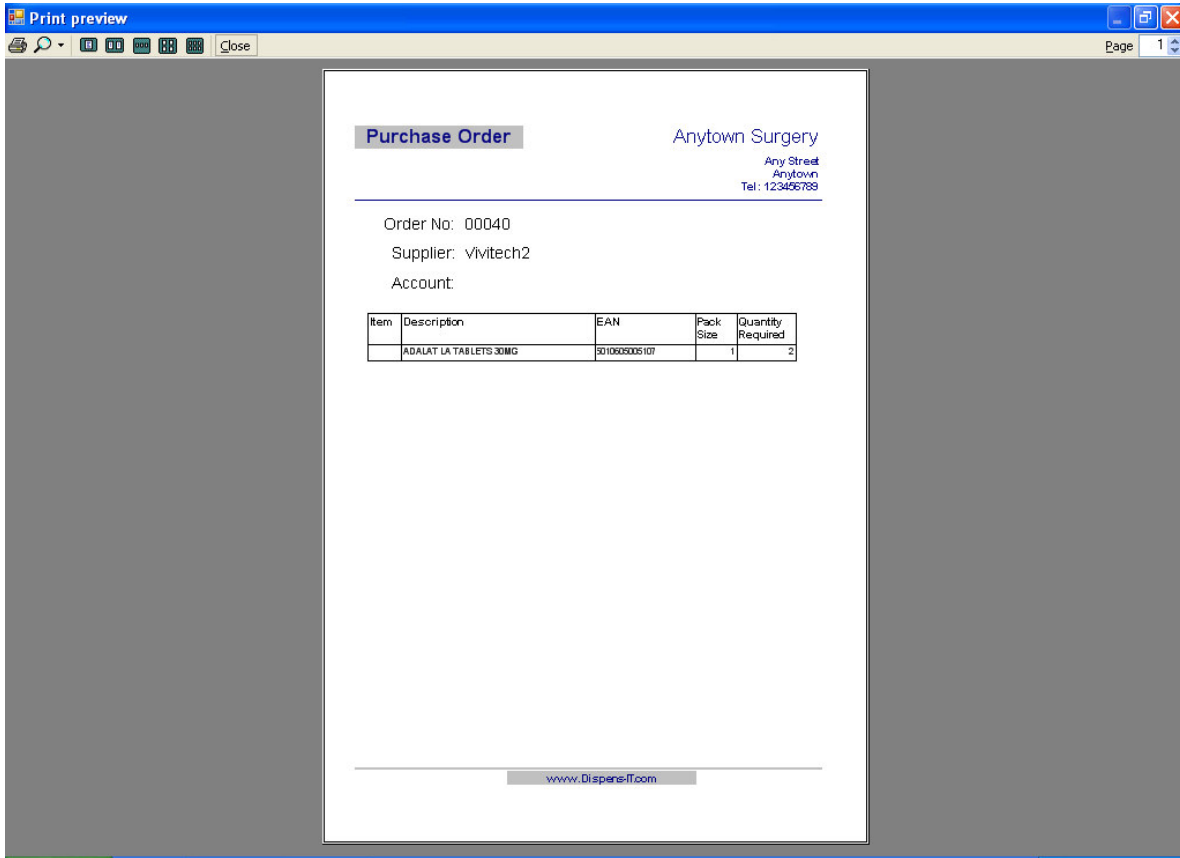 Print preview
Close
Page 1
Purchase Order
Anytown Surgery
Any Street
Anytown
Tel: 123456789
Order No: 00040
Supplier: Vivitech2
Account:
Item Description EAN Pack Size Quantity Required
ADALAT LA TABLETS 30MG 5010605005107 1 2
www.Dispens-IT.com